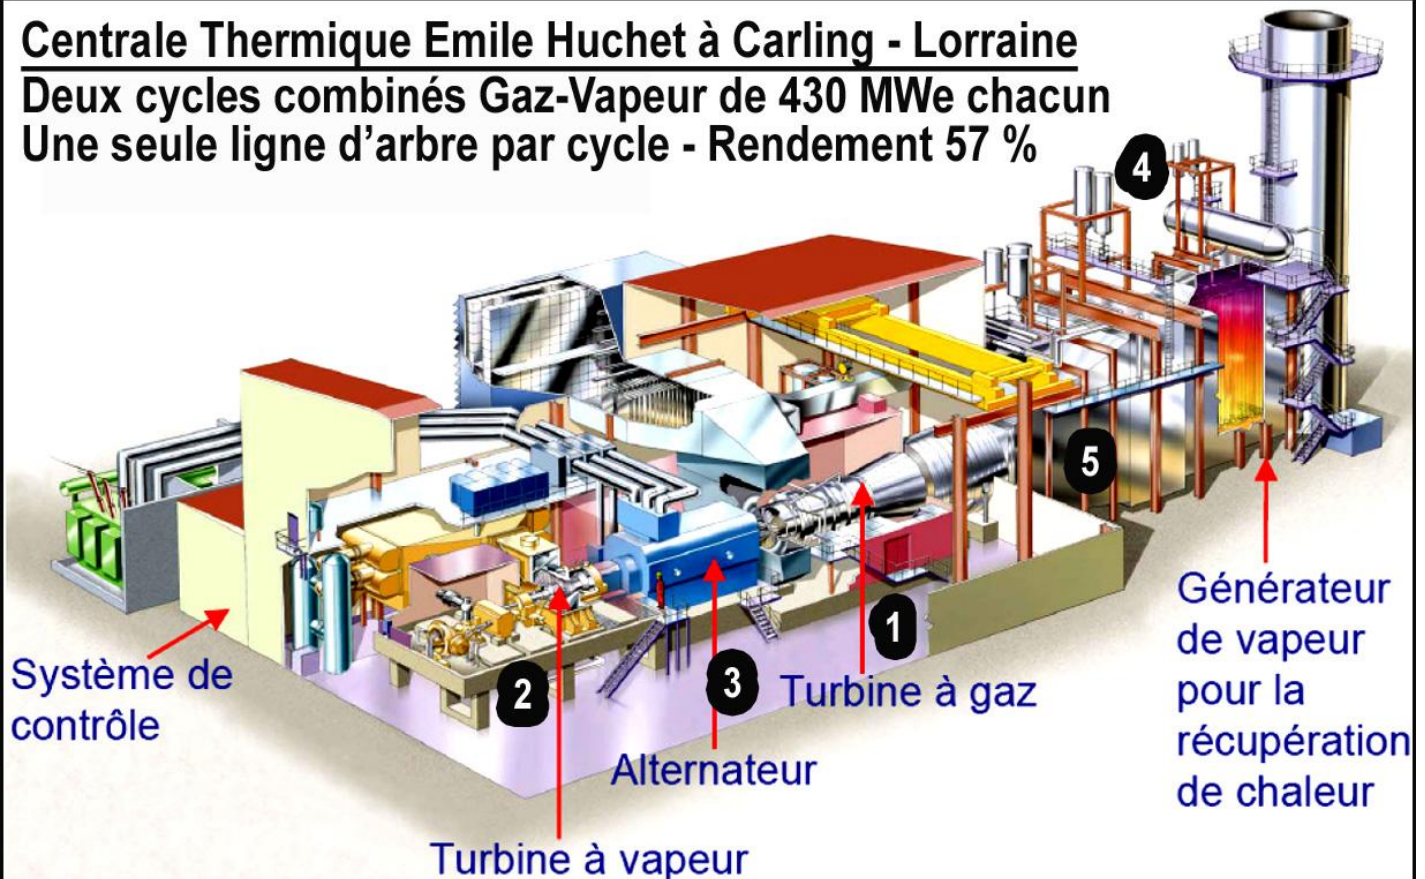 Centrale Thermique Emile Huchet à Carling - Lorraine
Deux cycles combinés Gaz-Vapeur de 430 MWe chacun
Une seule ligne d'arbre par cycle - Rendement 57 %
4
5
Générateur
de vapeur
pour la
récupération
de chaleur
1
Turbine à gaz
3
Alternateur
2
Turbine à vapeur
Système de
contrôle